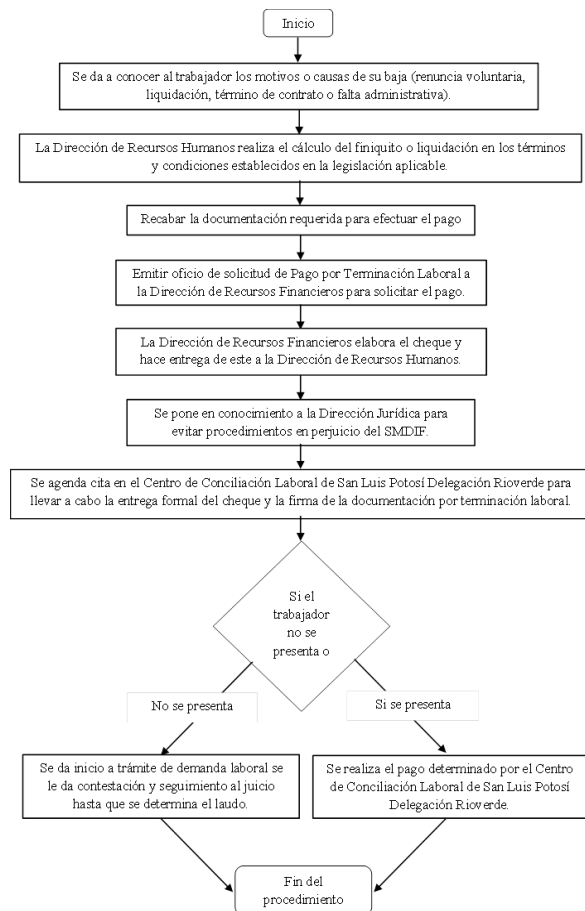 Inicio
Se da a conocer al trabajador los motivos o causas de su baja (renuncia voluntaria,
liquidación, término de contrato o falta administrativa).
La Dirección de Recursos Humanos realiza el cálculo del finiquito o liquidación en los términos
y condiciones establecidos en la legislación aplicable.
Recabar la documentación requerida para efectuar el pago
Emitir oficio de solicitud de Pago por Terminación Laboral a
la Dirección de Recursos Financieros para solicitar el pago.
La Dirección de Recursos Financieros elabora el cheque y
hace entrega de este a la Dirección de Recursos Humanos.
Se pone en conocimiento a la Dirección Jurídica para
evitar procedimientos en perjuicio del SMDIF.
Se agenda cita en el Centro de Conciliación Laboral de San Luis Potosí Delegación Rioverde para
llevar a cabo la entrega formal del cheque y la firma de la documentación por terminación laboral.
Si el
trabajador
no se
presenta o
No se presenta
Si se presenta
Se da inicio a trámite de demanda laboral se
le da contestación y seguimiento al juicio
hasta que se determina el laudo.
Se realiza el pago determinado por el Centro
de Conciliación Laboral de San Luis Potosí
Delegación Rioverde.
Fin del
procedimiento